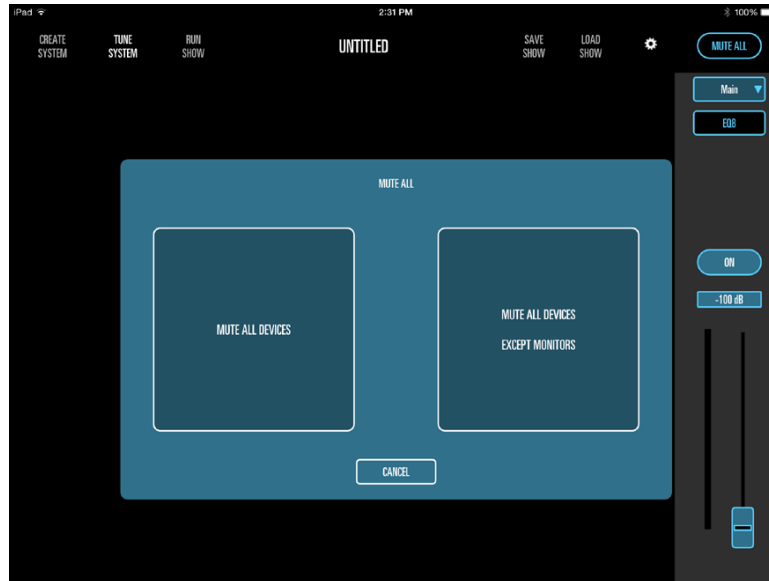 iPad 2:31 PM 100%
CREATE SYSTEM TUNE SYSTEM RUN SHOW UNTITLED SAVE SHOW LOAD SHOW MUTE ALL
Main
EQ8
MUTE ALL
ON
-100 dB
MUTE ALL DEVICES
MUTE ALL DEVICES
EXCEPT MONITORS
CANCEL